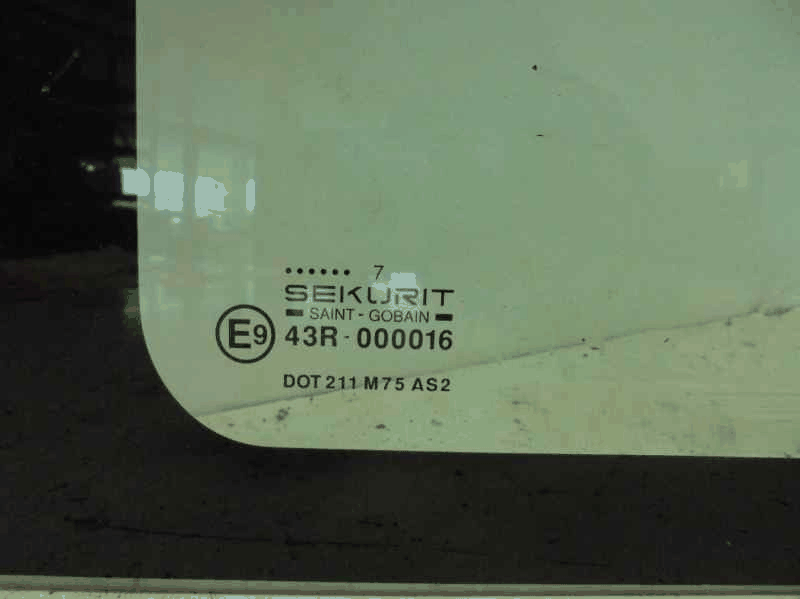 ...... 7
SEKURIT
SAINT-GOBAIN
E9 43R-000016
DOT 211 M75 AS2